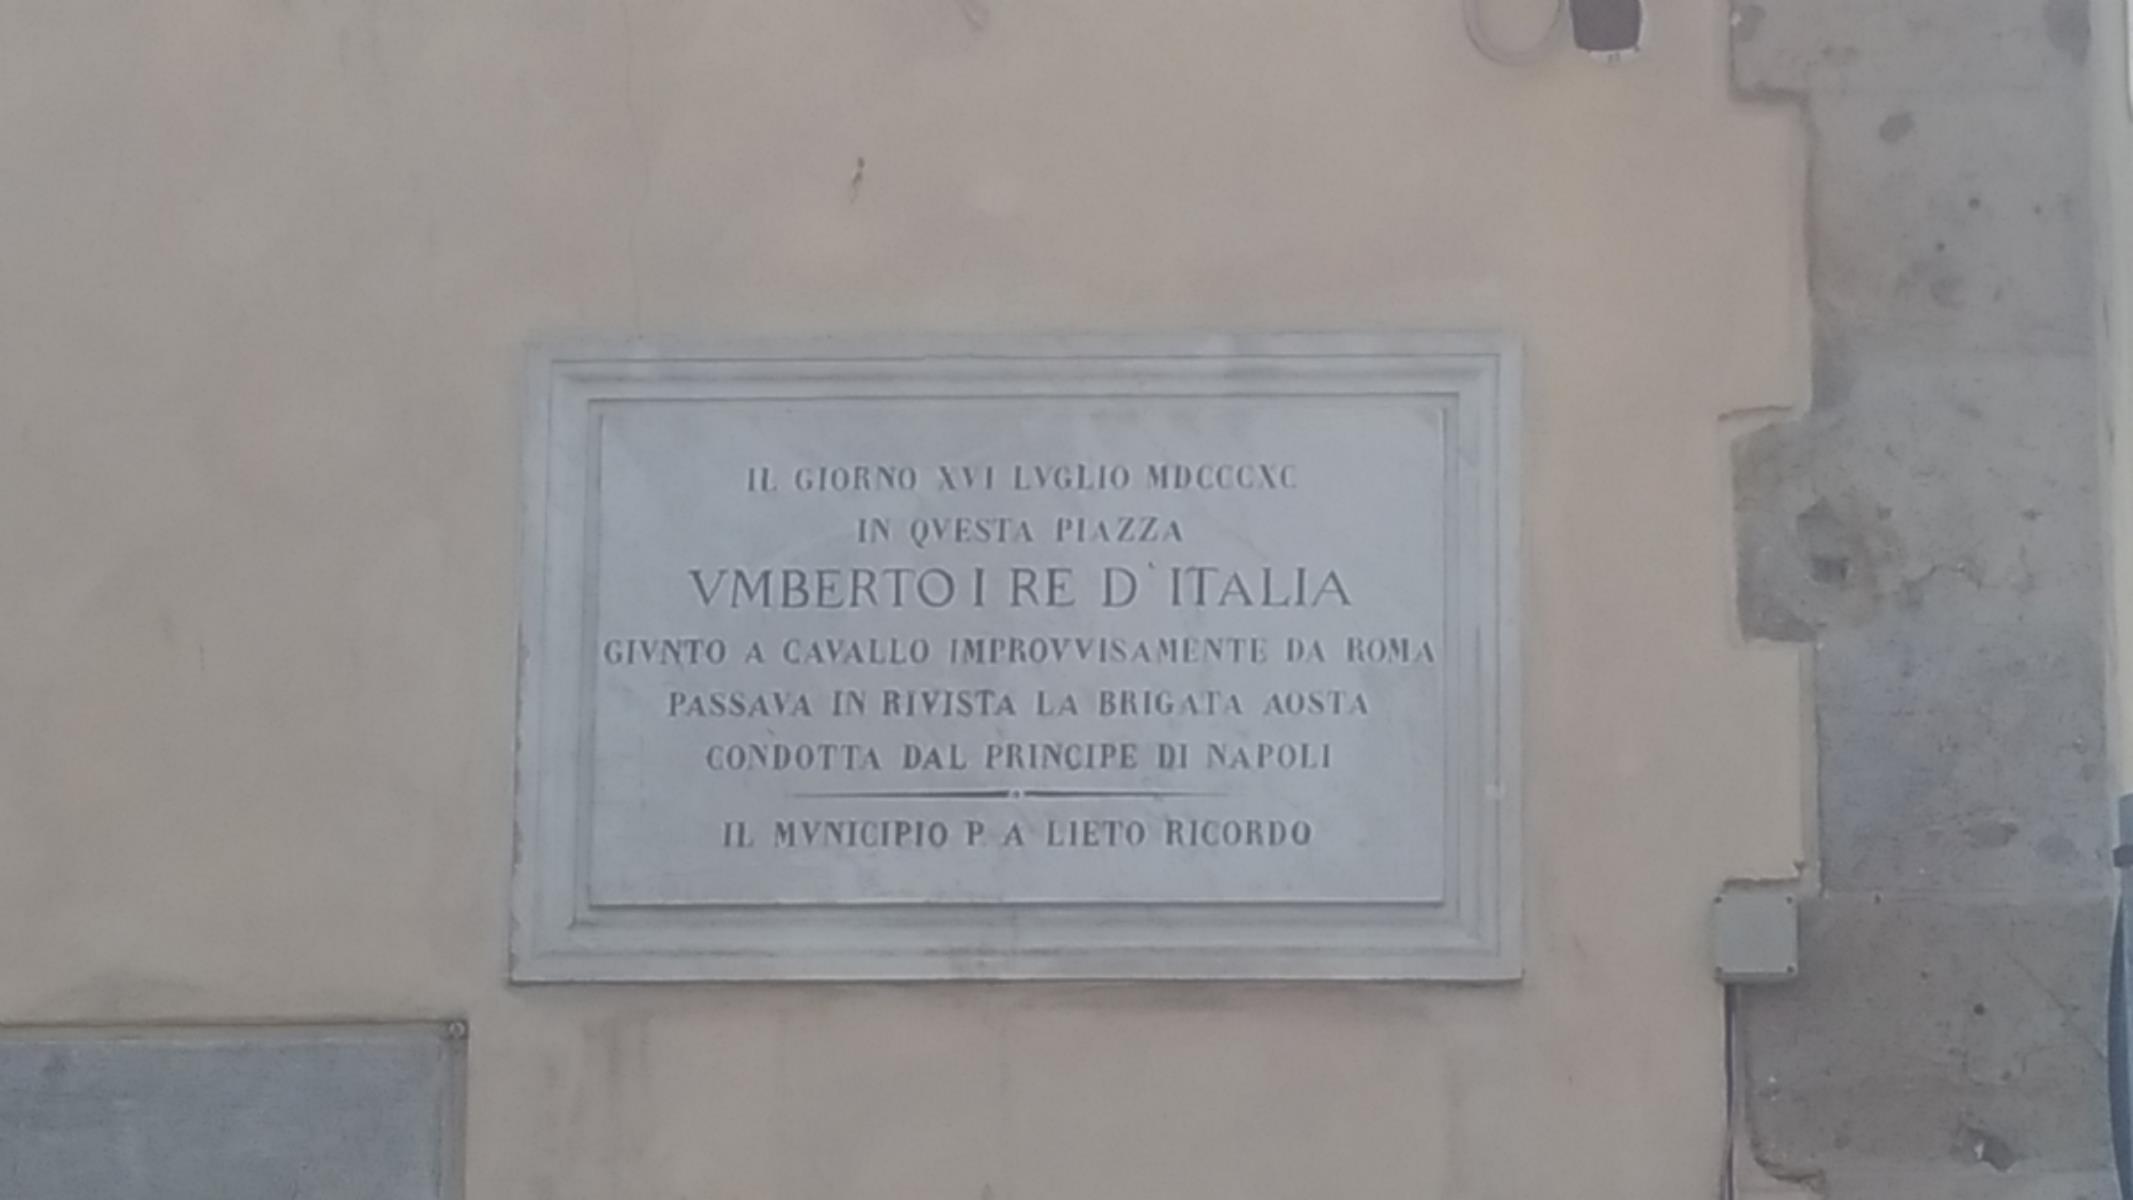 IL GIORNO XVI LVGLIO MDCCCXC
IN QVESTA PIAZZA
VMBERTO I RE D'ITALIA
GIVNTO A CAVALLO IMPROVVISAMENTE DA ROMA
PASSAVA IN RIVISTA LA BRIGATA AOSTA
CONDOTTA DAL PRINCIPE DI NAPOLI
IL MVNICIPIO P. A LIETO RICORDO